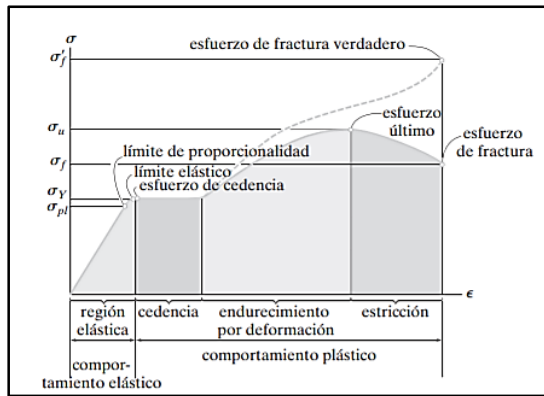 σ
esfuerzo de fractura verdadero
σ′f
σu
esfuerzo
último
esfuerzo
de fractura
límite de proporcionalidad
σf
límite elástico
esfuerzo de cedencia
σY
σpl
ϵ
región
elástica
cedencia
endurecimiento
por deformación
estricción
compor-
tamiento elástico
comportamiento plástico